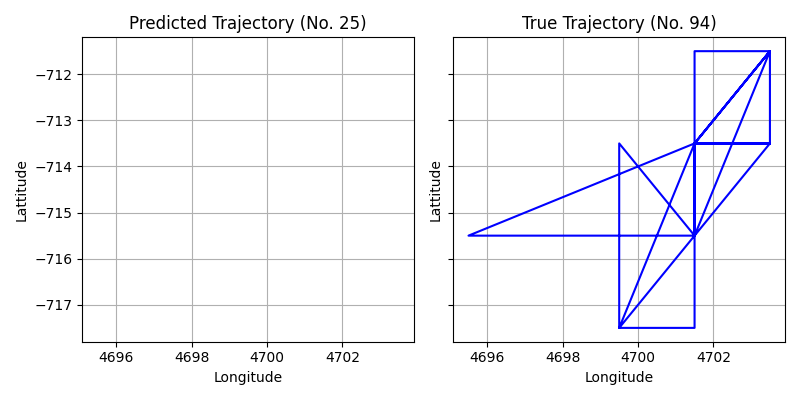 Predicted Trajectory (No. 25)
True Trajectory (No. 94)
−712
−713
−714
−715
−716
−717
Lattitude
Lattitude
4696 4698 4700 4702
4696 4698 4700 4702
Longitude
Longitude